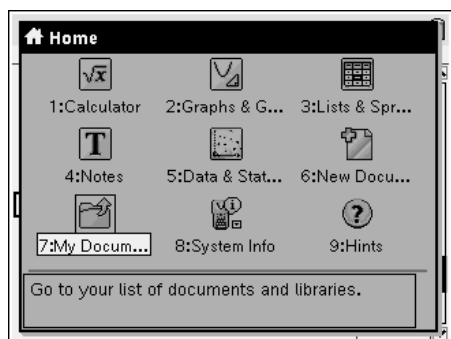 Home
1:Calculator 2:Graphs & G... 3:Lists & Spr...
T
4:Notes 5:Data & Stat... 6:New Docu...
7:My Docum... 8:System Info 9:Hints
Go to your list of documents and libraries.